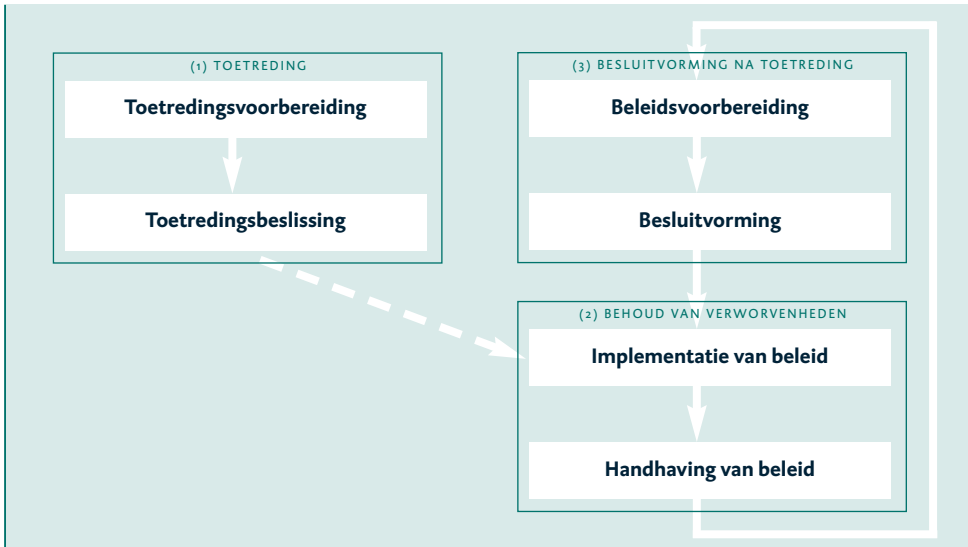 (1) TOETREDING
Toetredingsvoorbereiding
Toetredingsbeslissing
(3) BESLUITVORMING NA TOETREDING
Beleidsvoorbereiding
Besluitvorming
(2) BEHOUD VAN VERWORVENHEDEN
Implementatie van beleid
Handhaving van beleid